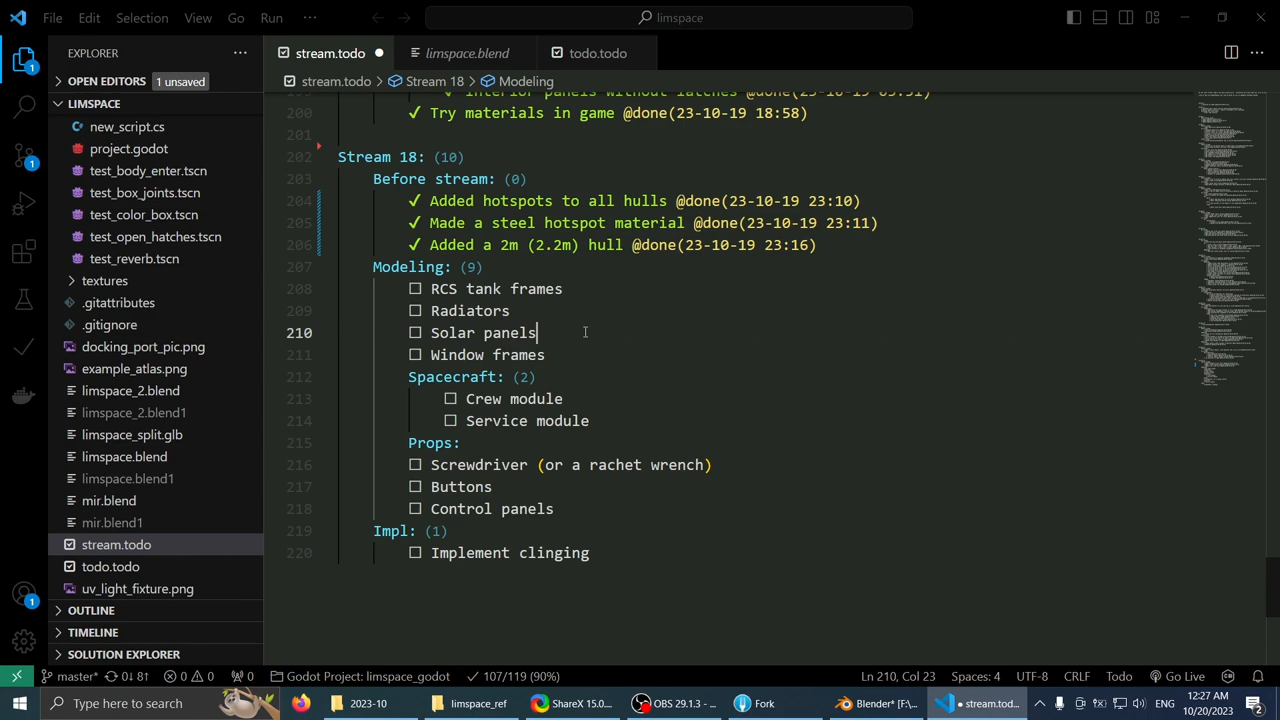 File Edit Selection View Go Run ··· limspace
EXPLORER ···
stream.todo ● limspace.blend todo.todo
OPEN EDITORS 1 unsaved
stream.todo > Stream 18 > Modeling
LIMSPACE
new_script.cs
project.godot
test_body_enter.tscn
test_box_joints.tscn
test_color_box.tscn
test_open_hatches.tscn
test_reverb.tscn
textures
.gitattributes
.gitignore
docking_port_pic.png
limspace_2.blend
limspace_2.blend1
limspace_split.glb
limspace.blend
limspace.blend1
mir.blend
mir.blend1
stream.todo
todo.todo
uv_light_fixture.png
OUTLINE
TIMELINE
SOLUTION EXPLORER
✓ Interior panels without latches
200 ✓ Try materials in game @done(23-10-19 18:58)
201
202 Stream 18: (10)
203 Before stream: (0)
204 ✓ Added hotspots to all hulls @done(23-10-19 23:10)
205 ✓ Made a stars hotspot material @done(23-10-19 23:11)
206 ✓ Added a 2m (2.2m) hull @done(23-10-19 23:16)
207 Modeling: (9)
208 ☐ RCS tank frames
209 ☐ Radiators
210 ☐ Solar panels
211 ☐ Window frames
212 Spacecraft: (2)
213 ☐ Crew module
214 ☐ Service module
215 Props:
216 ☐ Screwdriver (or a rachet wrench)
217 ☐ Buttons
218 ☐ Control panels
219 Impl: (1)
220 ☐ Implement clinging
1
1
1
master* 0↓ 8↑ 0 0 0 Godot Project: limspace_godot ✓ 107/119 (90%) Ln 210, Col 23 Spaces: 4 UTF-8 CRLF Todo Go Live
Type here to search 2023-10 limspace_ref ShareX 15.0... OBS 29.1.3 - ... Fork Blender* [F:\... ● stream.tod... 12:27 AM
10/20/2023 2